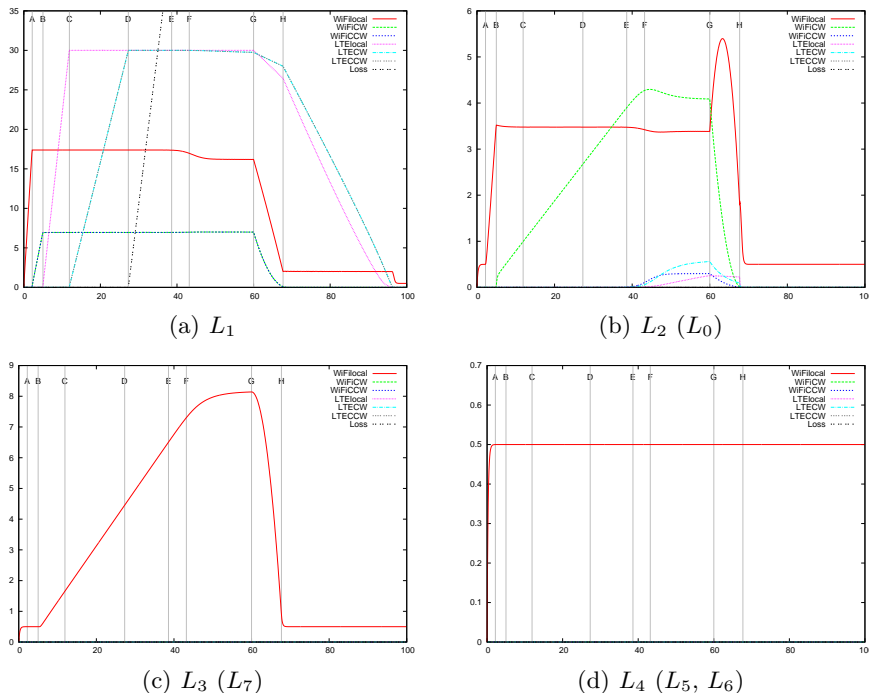 A B C D E F G H
WiFilocal
WiFiCW
WiFiCCW
LTElocal
LTECW
LTECCW
Loss
35
30
25
20
15
10
5
0
0 20 40 60 80 100
(a) L₁
A B C D E F G H
WiFilocal
WiFiCW
WiFiCCW
LTElocal
LTECW
LTECCW
Loss
6
5
4
3
2
1
0
0 20 40 60 80 100
(b) L₂ (L₀)
A B C D E F G H
WiFilocal
WiFiCW
WiFiCCW
LTElocal
LTECW
LTECCW
Loss
9
8
7
6
5
4
3
2
1
0
0 20 40 60 80 100
(c) L₃ (L₇)
A B C D E F G H
WiFilocal
WiFiCW
WiFiCCW
LTElocal
LTECW
LTECCW
Loss
0.7
0.6
0.5
0.4
0.3
0.2
0.1
0
0 20 40 60 80 100
(d) L₄ (L₅, L₆)